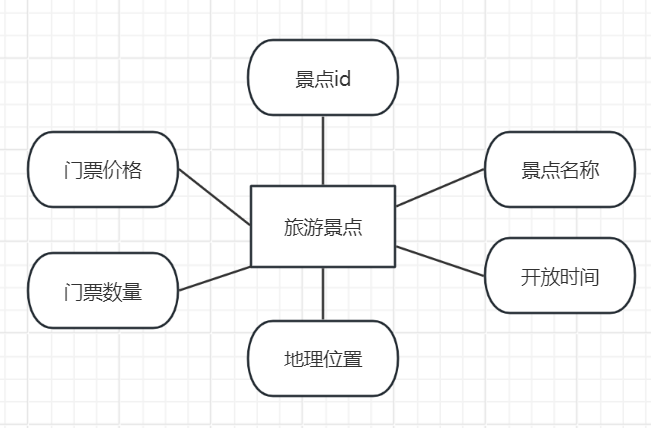 景点id
门票价格
景点名称
旅游景点
门票数量
开放时间
地理位置